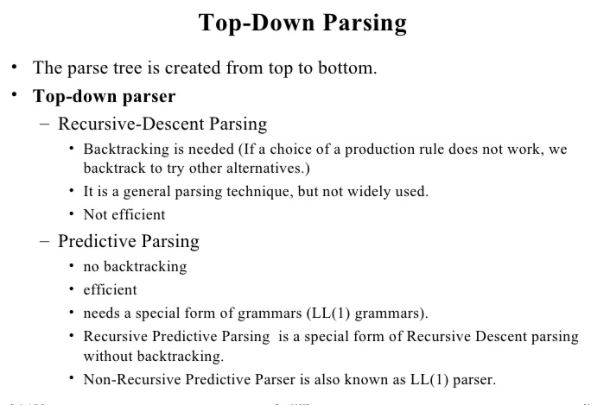 Top-Down Parsing
• The parse tree is created from top to bottom.
• Top-down parser
– Recursive-Descent Parsing
• Backtracking is needed (If a choice of a production rule does not work, we
backtrack to try other alternatives.)
• It is a general parsing technique, but not widely used.
• Not efficient
– Predictive Parsing
• no backtracking
• efficient
• needs a special form of grammars (LL(1) grammars).
• Recursive Predictive Parsing is a special form of Recursive Descent parsing
without backtracking.
• Non-Recursive Predictive Parser is also known as LL(1) parser.